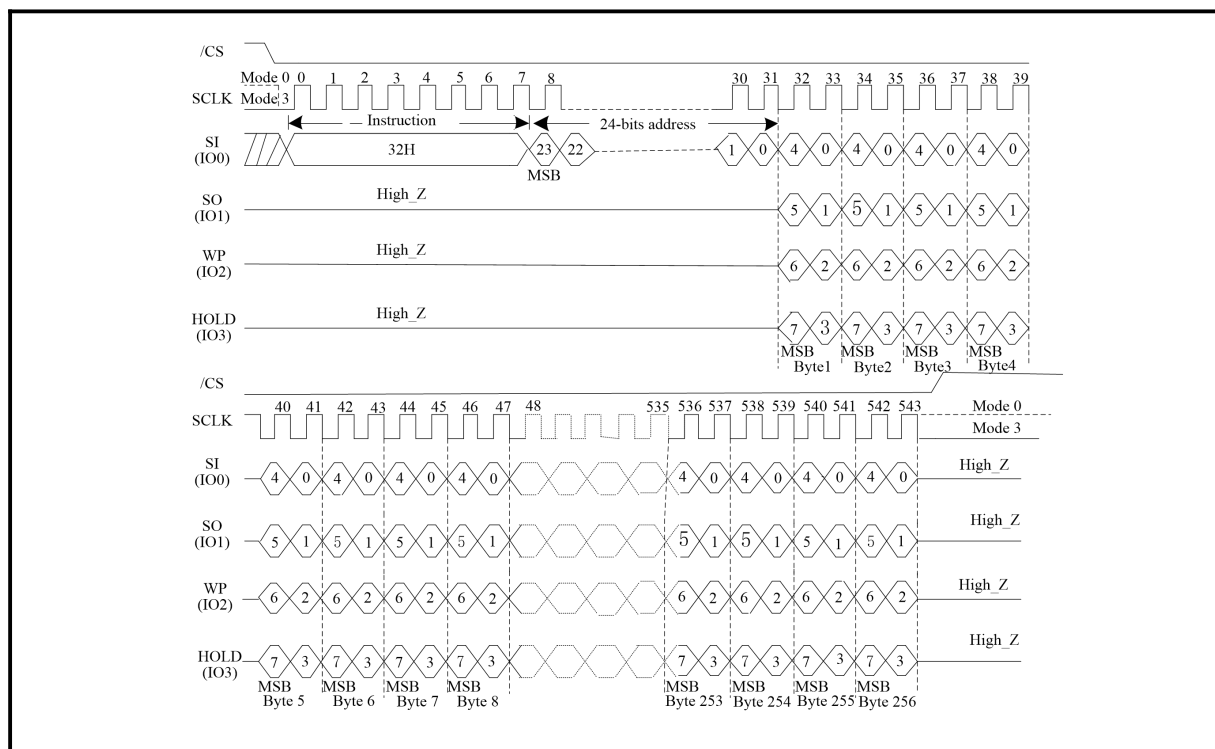 /CS
Mode 0 0 1 2 3 4 5 6 7 8 30 31 32 33 34 35 36 37 38 39
SCLK
Mode 3
Instruction 24-bits address
SI
(IO0)
32H 23 22 1 0 4 0 4 0 4 0 4 0
MSB
High_Z
SO
(IO1)
5 1 5 1 5 1 5 1
High_Z
WP
(IO2)
6 2 6 2 6 2 6 2
High_Z
HOLD
(IO3)
7 3 7 3 7 3 7 3
MSB MSB MSB MSB
Byte1 Byte2 Byte3 Byte4
/CS
40 41 42 43 44 45 46 47 48 535 536 537 538 539 540 541 542 543 Mode 0
SCLK
Mode 3
SI
(IO0)
4 0 4 0 4 0 4 0 4 0 4 0 4 0 4 0 High_Z
SO
(IO1)
5 1 5 1 5 1 5 1 5 1 5 1 5 1 5 1 High_Z
WP
(IO2)
6 2 6 2 6 2 6 2 6 2 6 2 6 2 6 2 High_Z
HOLD
(IO3)
7 3 7 3 7 3 7 3 7 3 7 3 7 3 7 3 High_Z
MSB MSB MSB MSB MSB MSB MSB MSB
Byte 5 Byte 6 Byte 7 Byte 8 Byte 253 Byte 254 Byte 255 Byte 256